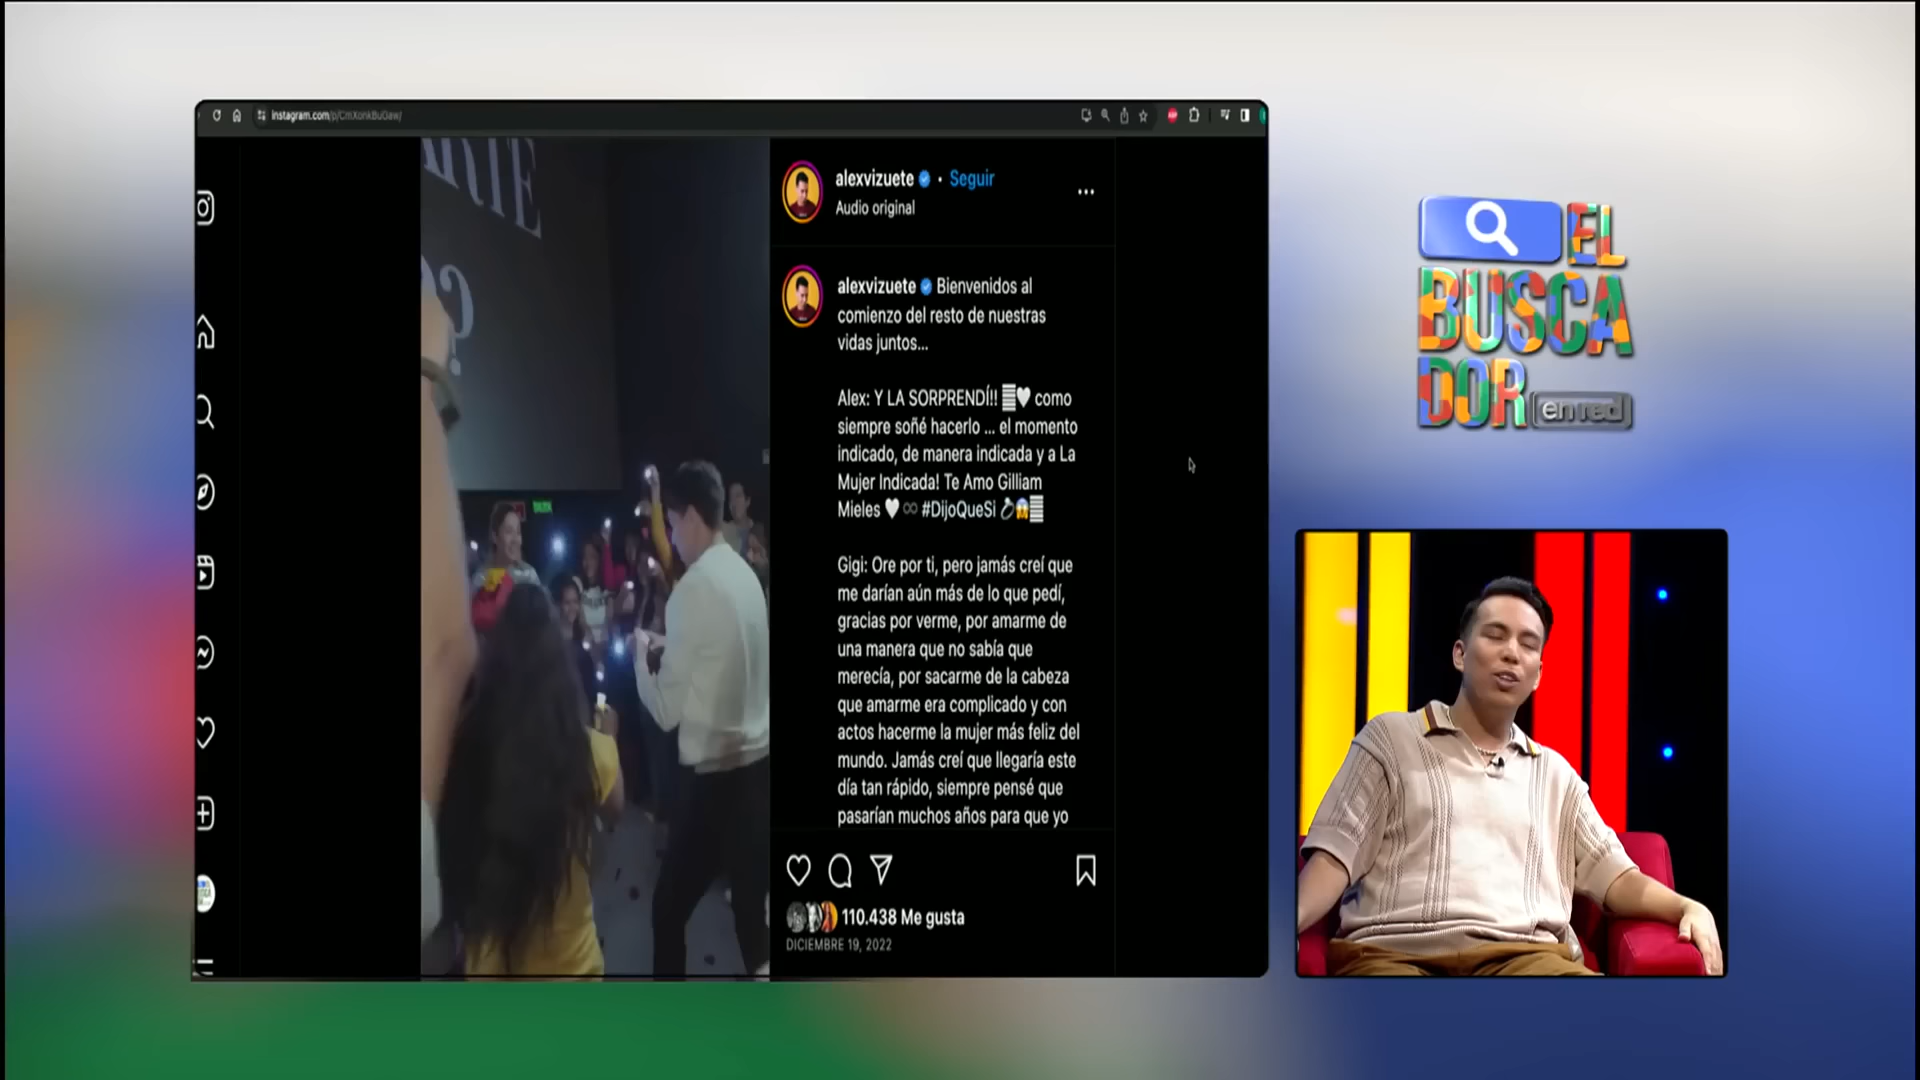 instagram.com/p/CmXonkBuOaw/
ARTE
alexvizuete • Seguir
Audio original
alexvizuete Bienvenidos al
comienzo del resto de nuestras
vidas juntos...
Alex: Y LA SORPRENDÍ!! 🤍 como
siempre soñé hacerlo ... el momento
indicado, de manera indicada y a La
Mujer Indicada! Te Amo Gilliam
Mieles 🤍♾ #DijoQueSi 💍😱
Gigi: Ore por ti, pero jamás creí que
me darían aún más de lo que pedí,
gracias por verme, por amarme de
una manera que no sabía que
merecía, por sacarme de la cabeza
que amarme era complicado y con
actos hacerme la mujer más feliz del
mundo. Jamás creí que llegaría este
día tan rápido, siempre pensé que
pasarían muchos años para que yo
110.438 Me gusta
DICIEMBRE 19, 2022
SALIDA
EL
BUSCA
DOR en red